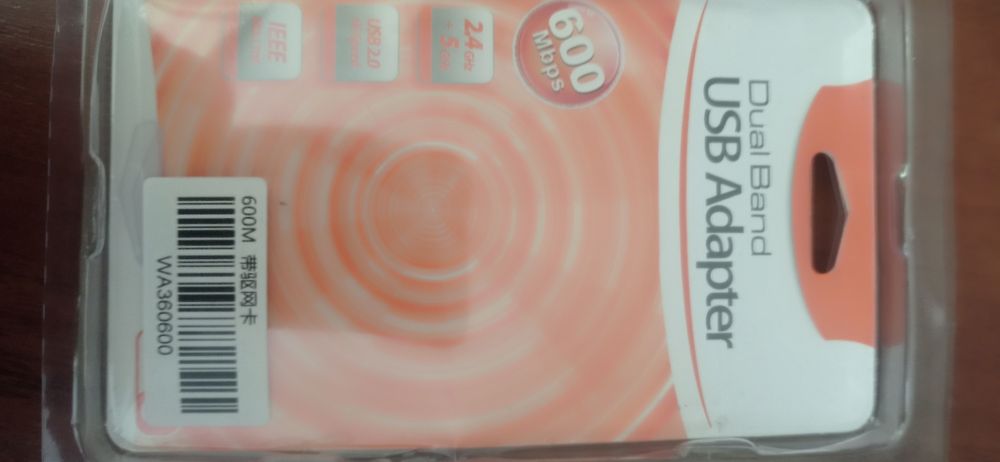 Dual Band
USB Adapter
600
Mbps
2.4 GHz
+ 5 GHz
USB 2.0
IEEE
600M 带驱网卡
WA360600